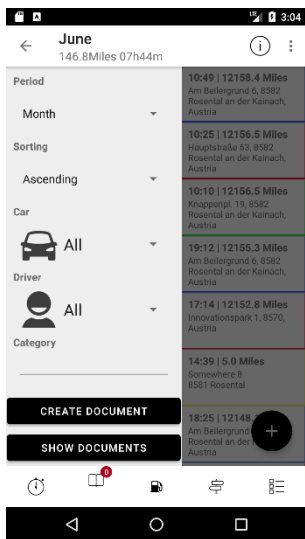 LTE 3:04
June
146.8Miles 07h44m
Period
Month
Sorting
Ascending
Car
All
Driver
All
Category
CREATE DOCUMENT
SHOW DOCUMENTS
10:49 | 12158.4 Miles
Am Beilergrund 6, 8582
Rosental an der Kainach,
Austria
10:25 | 12156.5 Miles
Hauptstraße 63, 8582
Rosental an der Kainach,
Austria
10:10 | 12156.5 Miles
Knappenpl. 19, 8582
Rosental an der Kainach,
Austria
19:12 | 12155.3 Miles
Am Beilergrund 6, 8582
Rosental an der Kainach,
Austria
17:14 | 12152.8 Miles
Innovationspark 1, 8570,
Austria
14:39 | 5.0 Miles
Somewhere 8
8581 Rosental
18:25 | 12148.
Am Beilergrund
Rosental an der
Austria
0